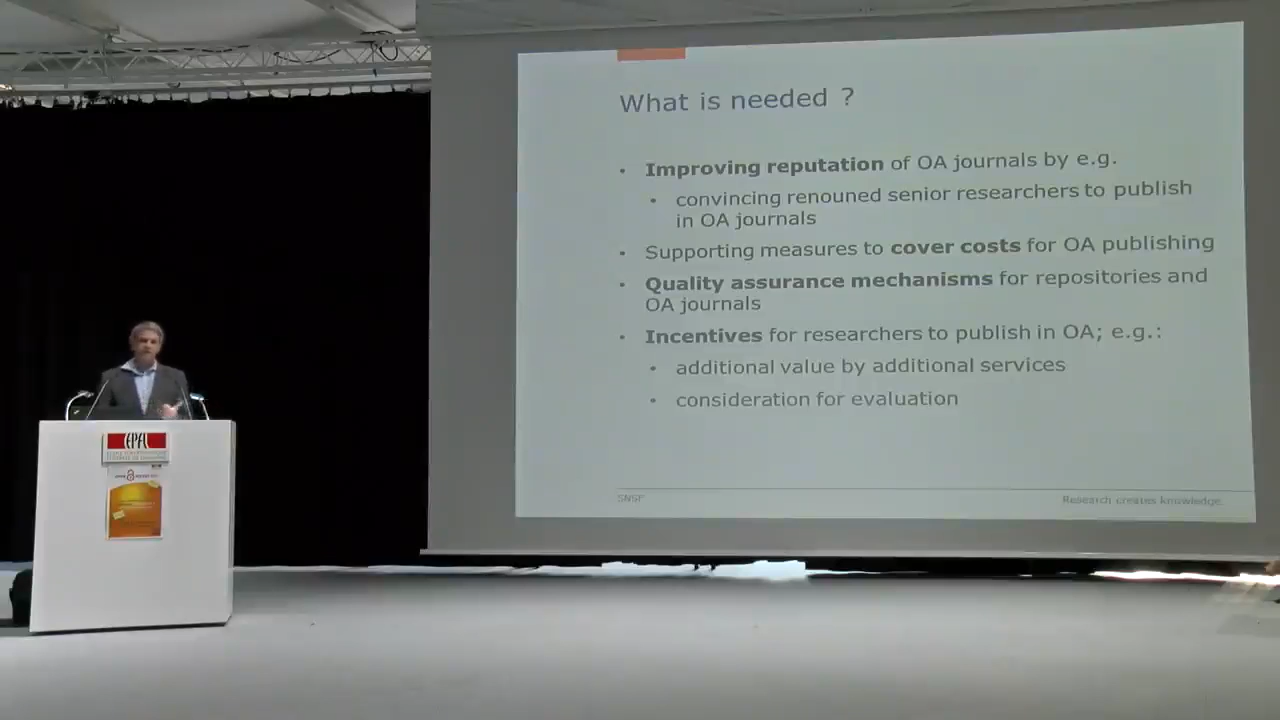 What is needed ?
• Improving reputation of OA journals by e.g.
• convincing renouned senior researchers to publish
in OA journals
• Supporting measures to cover costs for OA publishing
• Quality assurance mechanisms for repositories and
OA journals
• Incentives for researchers to publish in OA; e.g.:
• additional value by additional services
• consideration for evaluation
SNSF
Research creates knowledge.
EPFL